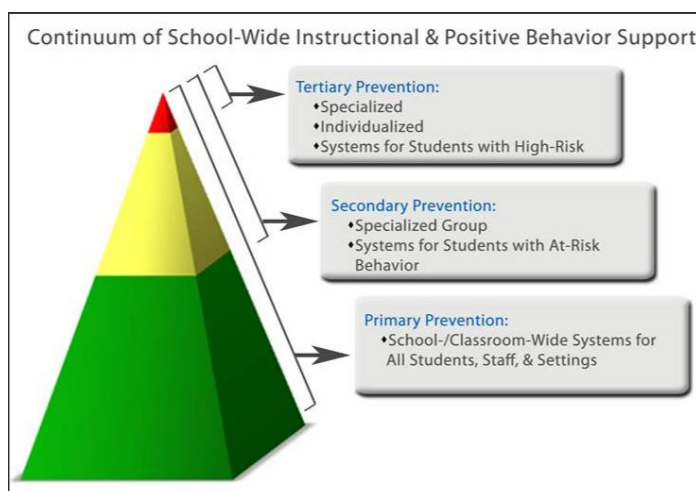 Continuum of School-Wide Instructional & Positive Behavior Support
Tertiary Prevention:
♦Specialized
♦Individualized
♦Systems for Students with High-Risk
Secondary Prevention:
♦Specialized Group
♦Systems for Students with At-Risk
Behavior
Primary Prevention:
♦School-/Classroom-Wide Systems for
All Students, Staff, & Settings